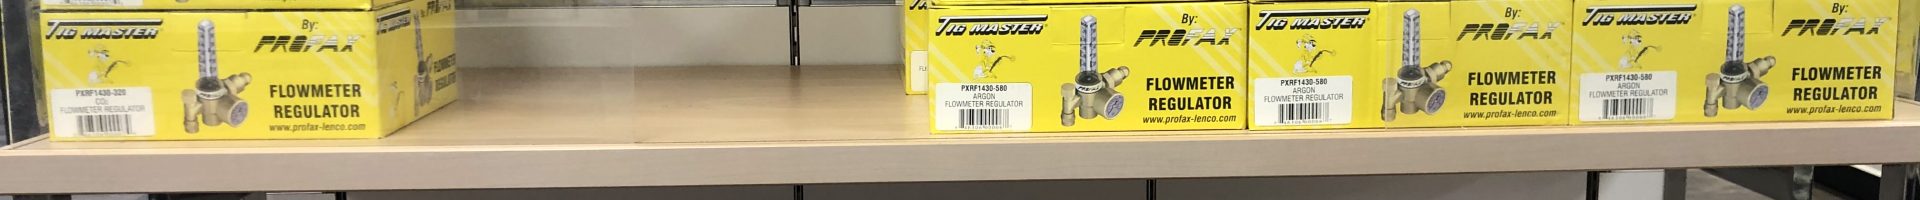 TIG MASTER
By:
PROFAX
FLOWMETER
REGULATOR
www.profax-lenco.com
PXRF1430-320
CO2
FLOWMETER REGULATOR
FLOWMETER
REGULATOR
TIG MASTER
By:
PROFAX
FLOWMETER
REGULATOR
www.profax-lenco.com
PXRF1430-580
ARGON
FLOWMETER REGULATOR
TIG MASTER
By:
PROFAX
FLOWMETER
REGULATOR
www.profax-lenco.com
PXRF1430-580
ARGON
FLOWMETER REGULATOR
TIG MASTER
By:
PROFAX
FLOWMETER
REGULATOR
www.profax-lenco.com
PXRF1430-580
ARGON
FLOWMETER REGULATOR